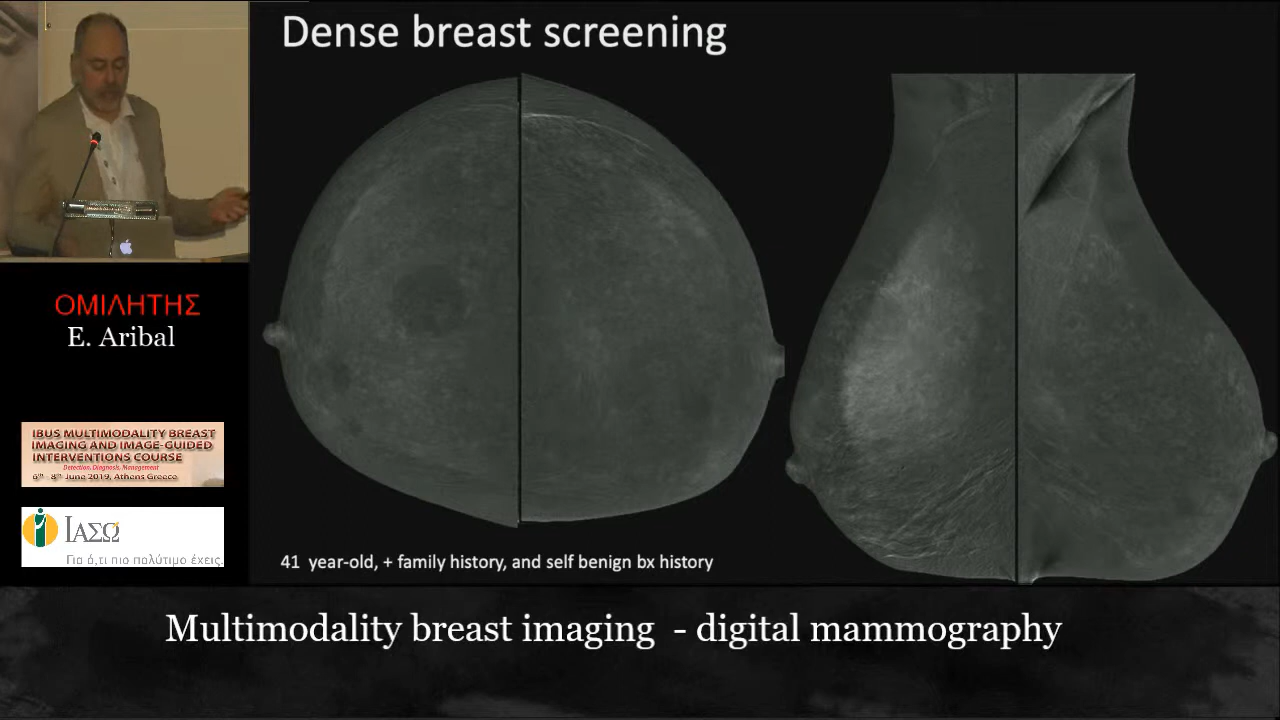 Dense breast screening
ΟΜΙΛΗΤΗΣ
E. Aribal
IBUS MULTIMODALITY BREAST
IMAGING AND IMAGE-GUIDED
INTERVENTIONS COURSE
Detection, Diagnosis, Management
6th - 8th June 2019, Athens Greece
ΙΑΣΩ
Για ό,τι πιο πολύτιμο έχεις.
41 year-old, + family history, and self benign bx history
Multimodality breast imaging - digital mammography